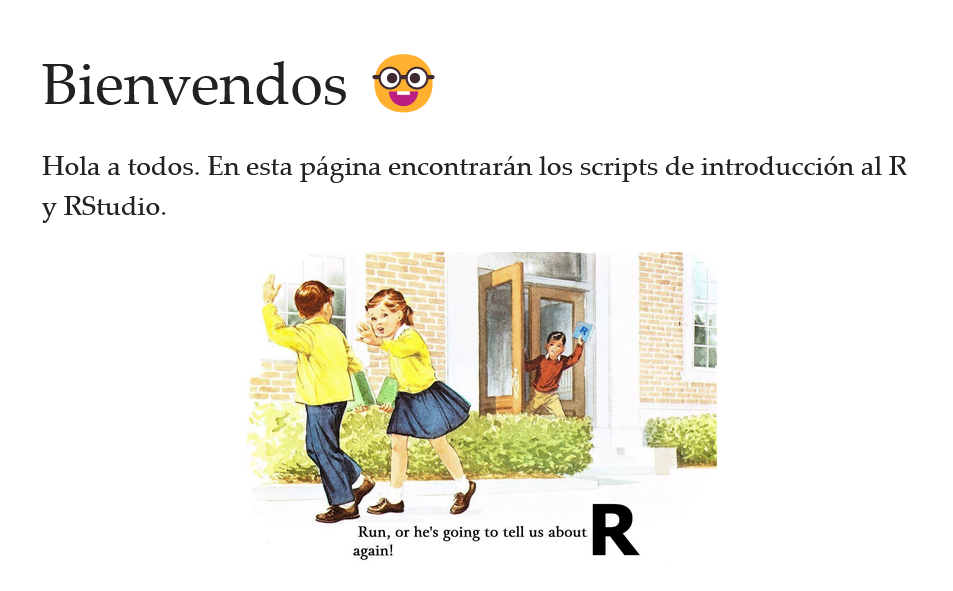 Bienvendos 🤓
Hola a todos. En esta página encontrarán los scripts de introducción al R
y RStudio.
R
Run, or he's going to tell us about R
again!